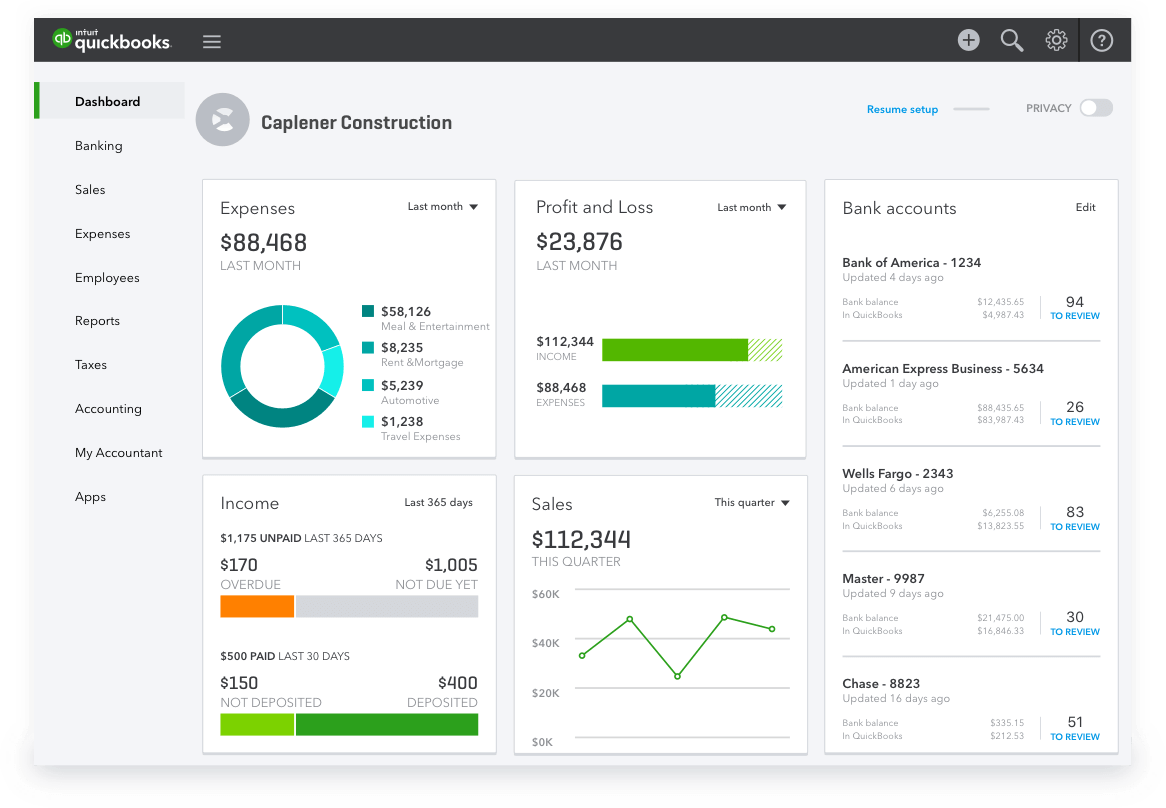 intuit
quickbooks.
Dashboard
Banking
Sales
Expenses
Employees
Reports
Taxes
Accounting
My Accountant
Apps
Caplener Construction
Resume setup
PRIVACY
Expenses
Last month
$88,468
LAST MONTH
$58,126
Meal & Entertainment
$8,235
Rent &Mortgage
$5,239
Automotive
$1,238
Travel Expenses
Profit and Loss
Last month
$23,876
LAST MONTH
$112,344
INCOME
$88,468
EXPENSES
Income
Last 365 days
$1,175 UNPAID LAST 365 DAYS
$170 $1,005
OVERDUE NOT DUE YET
$500 PAID LAST 30 DAYS
$150 $400
NOT DEPOSITED DEPOSITED
Sales
This quarter
$112,344
THIS QUARTER
$60K
$40K
$20K
$0K
Bank accounts
Edit
Bank of America - 1234
Updated 4 days ago
Bank balance $12,435.65 94
In QuickBooks $4,987.43 TO REVIEW
American Express Business - 5634
Updated 1 day ago
Bank balance $88,435.65 26
In QuickBooks $83,987.43 TO REVIEW
Wells Fargo - 2343
Updated 6 days ago
Bank balance $6,255.08 83
In QuickBooks $13,823.55 TO REVIEW
Master - 9987
Updated 9 days ago
Bank balance $21,475.00 30
In QuickBooks $16,846.33 TO REVIEW
Chase - 8823
Updated 16 days ago
Bank balance $335.15 51
In QuickBooks $212.53 TO REVIEW